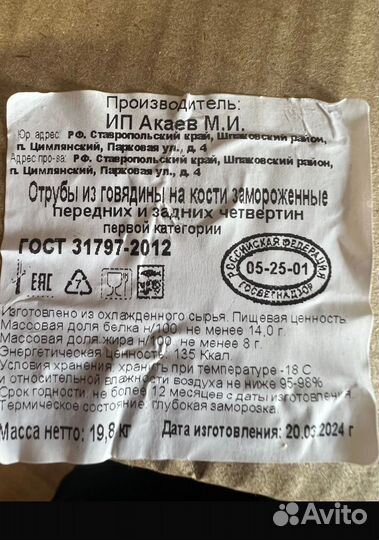 Производитель:
ИП Акаев М.И.
Юр. адрес: РФ. Ставропольский край, Шпаковский район,
п. Цимлянский, Парковая ул., д. 4
Адрес про-ва: РФ. Ставропольский край, Шпаковский район,
п. Цимлянский, Парковая ул., д. 4
Отрубы из говядины на кости замороженные
передних и задних четвертин
первой категории
ГОСТ 31797-2012
EAC
7
РОССИЙСКАЯ ФЕДЕРАЦИЯ
05-25-01
ГОСВЕТНАДЗОР
Изготовлено из охлажденного сырья. Пищевая ценность
Массовая доля белка н/100, не менее 14,0 г.
Массовая доля жира н/100, не менее 8 г.
Энергетическая ценность: 135 Ккал.
Условия хранения, хранить при температуре -18 С
и относительной влажности воздуха не ниже 95-98%
Срок годности: не более 12 месяцев с даты изготовления.
Термическое состояние: глубокая заморозка.
Масса нетто: 19,8 кг Дата изготовления: 20.03.2024 г
Avito